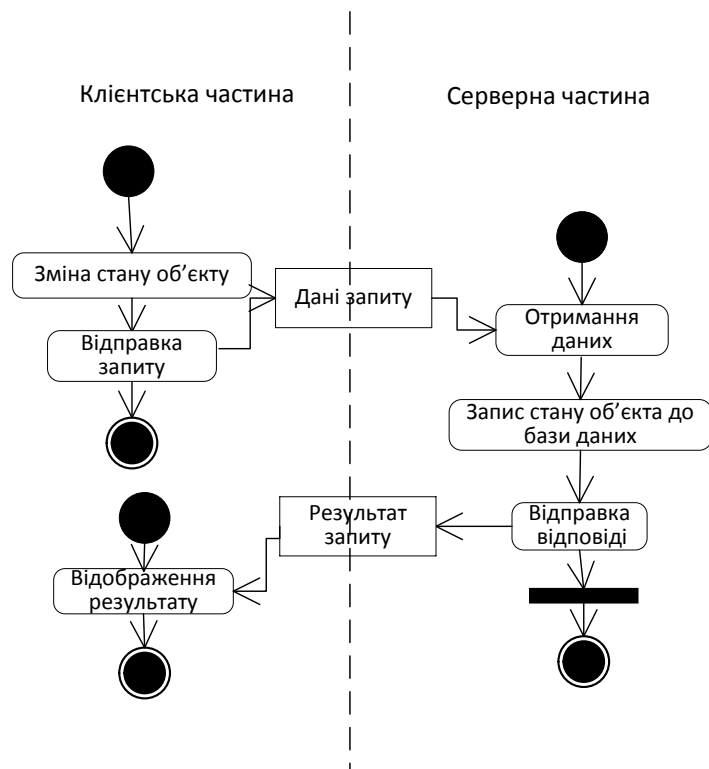 Клієнтська частина
Серверна частина
Зміна стану об’єкту
Дані запиту
Отримання
даних
Відправка
запиту
Запис стану об’єкта до
бази даних
Результат
запиту
Відправка
відповіді
Відображення
результату